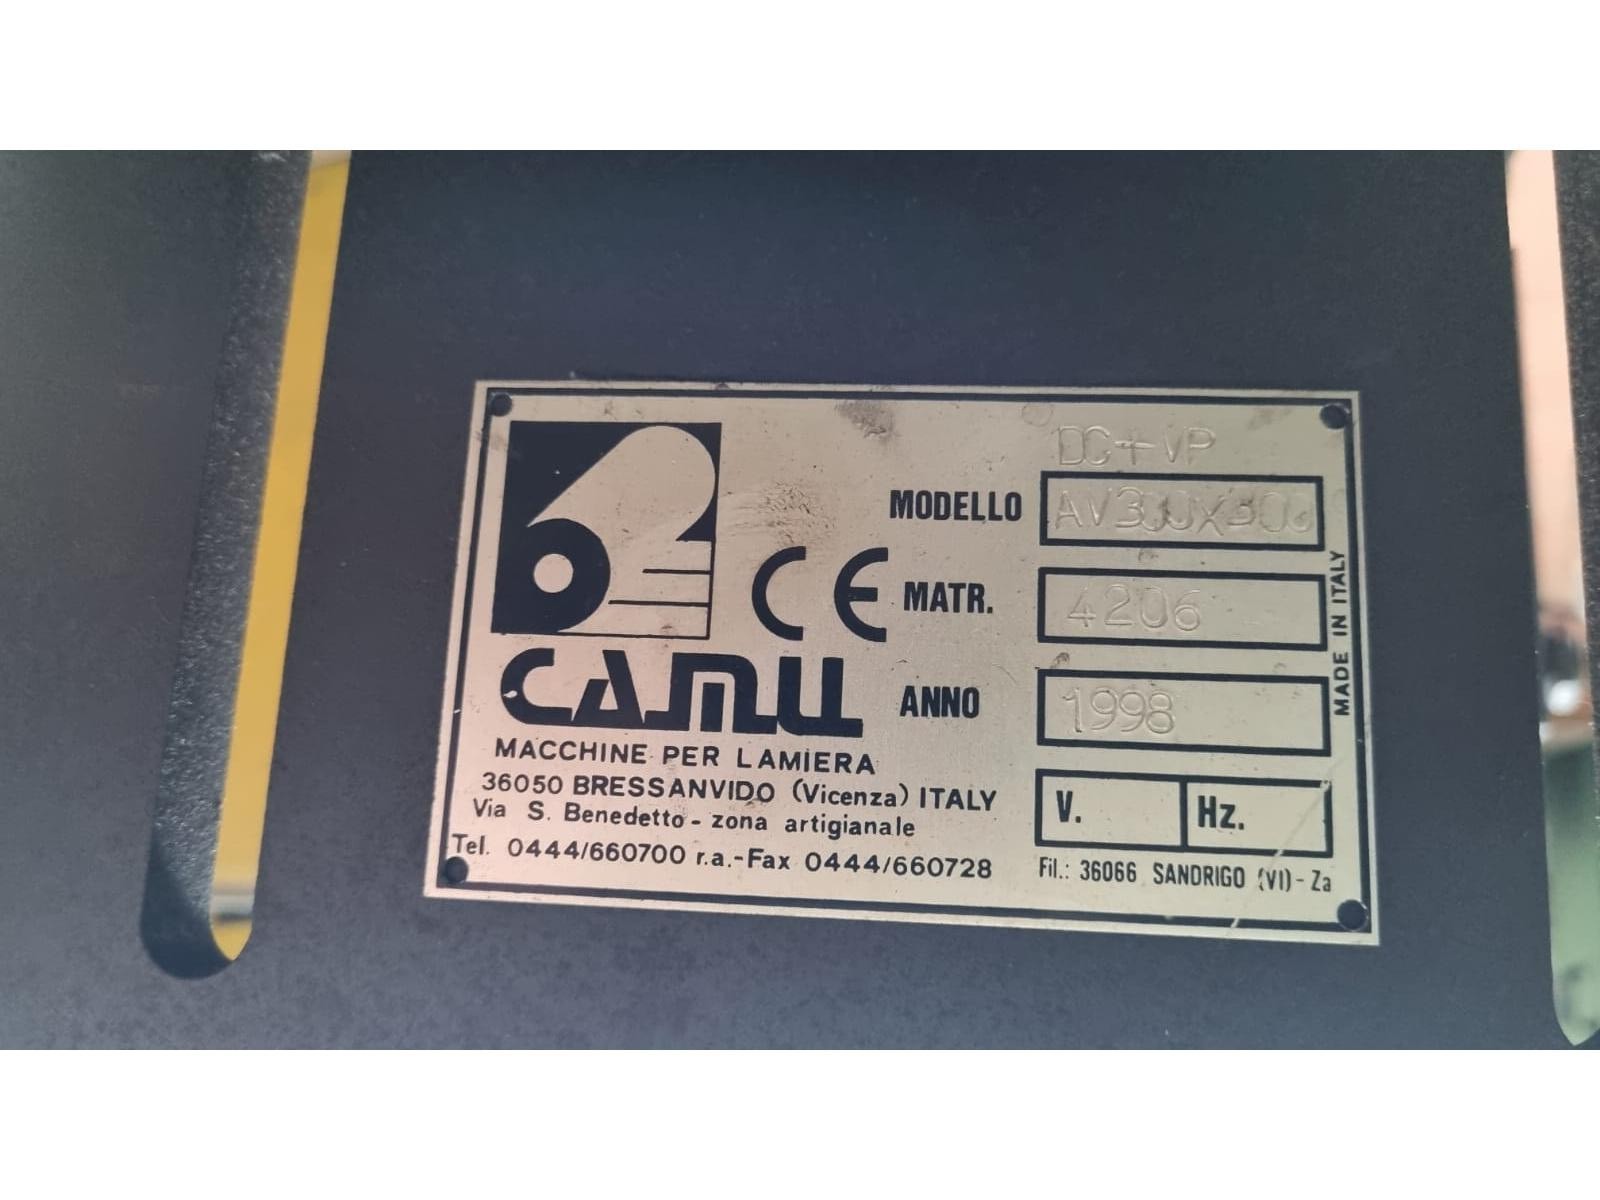 DC+VP
MODELLO
MATR. 4206
ANNO 1998
V. Hz.
MADE IN ITALY
CE
CAMU
MACCHINE PER LAMIERA
36050 BRESSANVIDO (Vicenza) ITALY
Via S. Benedetto - zona artigianale
Tel. 0444/660700 r.a.-Fax 0444/660728
Fil.: 36066 SANDRIGO (VI) - Za